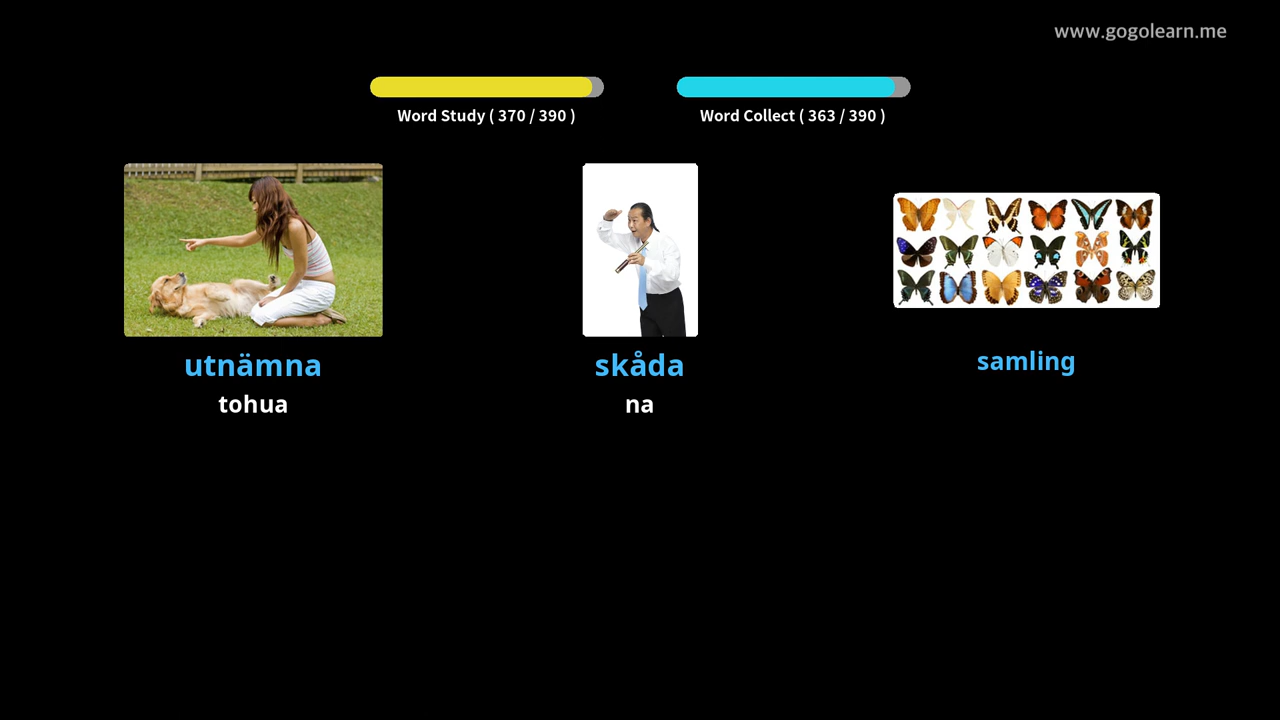 www.gogolearn.me
Word Study ( 370 / 390 )
Word Collect ( 363 / 390 )
utnämna
tohua
skåda
na
samling